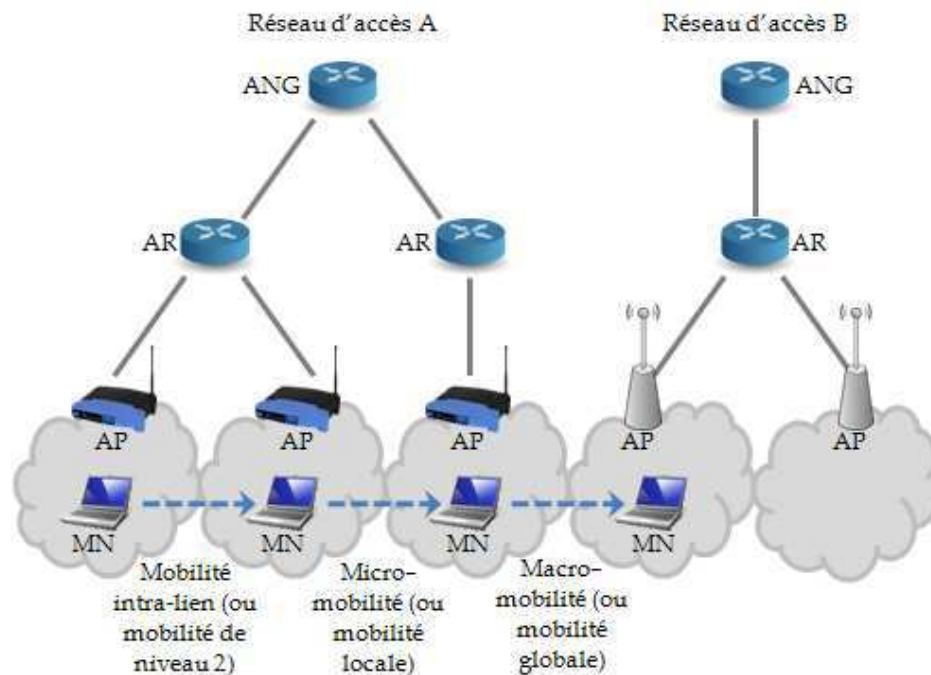 Réseau d'accès A
Réseau d'accès B
ANG
ANG
AR
AR
AR
AP
AP
AP
AP
AP
MN
MN
MN
MN
Mobilité
intra-lien (ou
mobilité de
niveau 2)
Micro-
mobilité (ou
mobilité
locale)
Macro-
mobilité (ou
mobilité
globale)